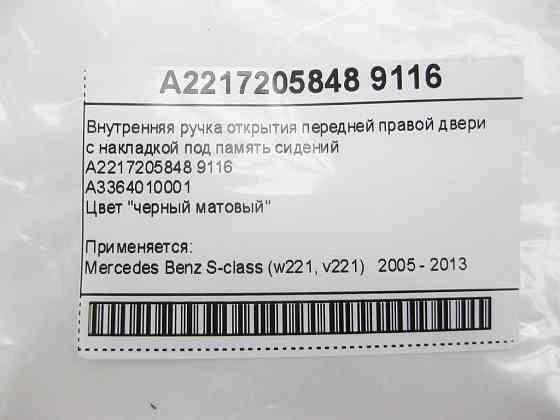 A2217205848 9116
Внутренняя ручка открытия передней правой двери
с накладкой под память сидений
A2217205848 9116
A3364010001
Цвет "черный матовый"
Применяется:
Mercedes Benz S-class (w221, v221) 2005 - 2013